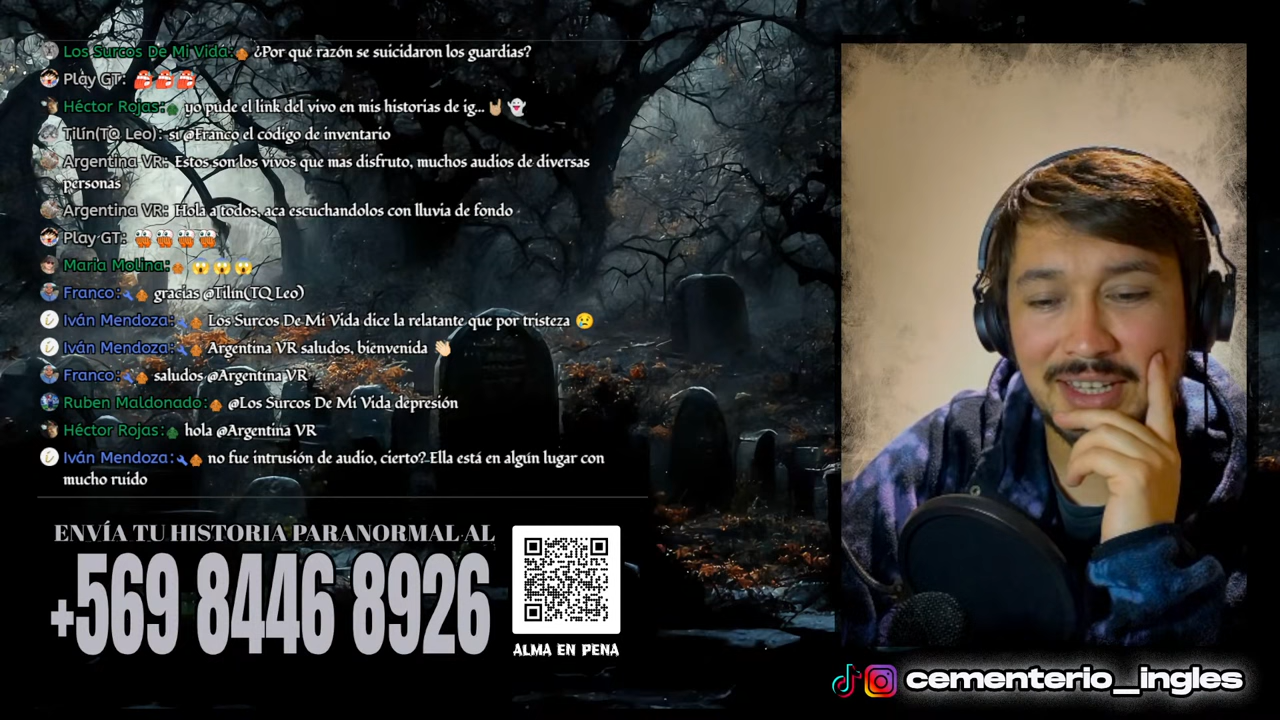 Los Surcos De Mi Vida: ¿Por qué razón se suicidaron los guardias?
Play GT:
Héctor Rojas: yo pude el link del vivo en mis historias de ig... 🤘🏼👻
Tilín(TQ Leo): si @Franco el código de inventario
Argentina VR: Estos son los vivos que mas disfruto, muchos audios de diversas
personas
Argentina VR: Hola a todos, aca escuchandolos con lluvia de fondo
Play GT:
Maria Molina: 😱😱😱
Franco: gracias @Tilín(TQ Leo)
Iván Mendoza: Los Surcos De Mi Vida dice la relatante que por tristeza 😢
Iván Mendoza: Argentina VR saludos, bienvenida 👋🏻
Franco: saludos @Argentina VR
Ruben Maldonado: @Los Surcos De Mi Vida depresión
Héctor Rojas: hola @Argentina VR
Iván Mendoza: no fue intrusión de audio, cierto? Ella está en algún lugar con
mucho ruido
ENVÍA TU HISTORIA PARANORMAL AL
+569 8446 8926
ALMA EN PENA
cementerio_ingles